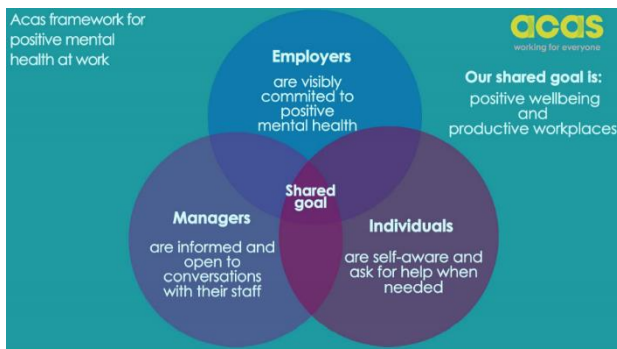 Acas framework for
positive mental
health at work
acas
working for everyone
Employers
are visibly
commited to
positive
mental health
Our shared goal is:
positive wellbeing
and
productive workplaces
Shared
goal
Managers
are informed and
open to
conversations
with their staff
Individuals
are self-aware and
ask for help when
needed